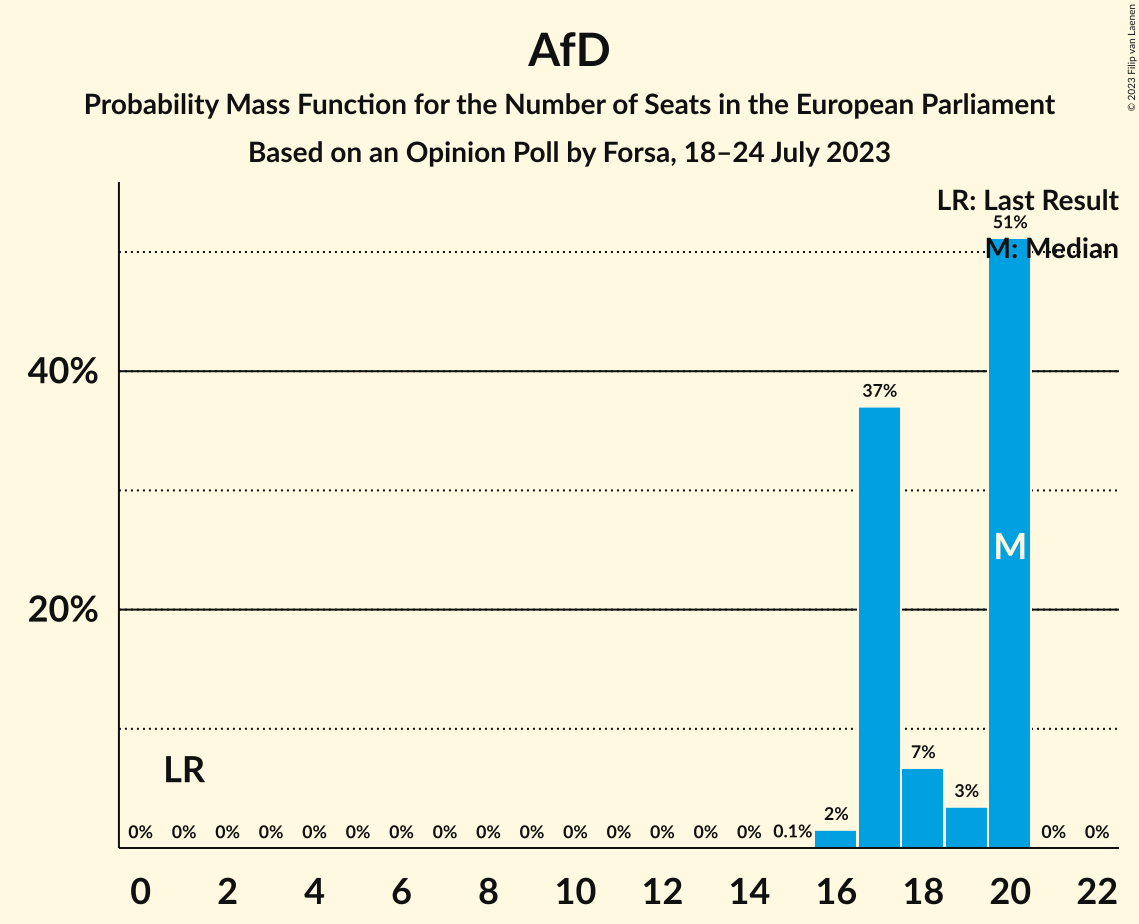 AfD
Probability Mass Function for the Number of Seats in the European Parliament
Based on an Opinion Poll by Forsa, 18–24 July 2023
© 2023 Filip van Laenen
LR: Last Result
51%
M: Median
40%
37%
M
20%
7%
LR
3%
2%
0% 0% 0% 0% 0% 0% 0% 0% 0% 0% 0% 0% 0% 0% 0% 0.1% 0% 0%
0 2 4 6 8 10 12 14 16 18 20 22